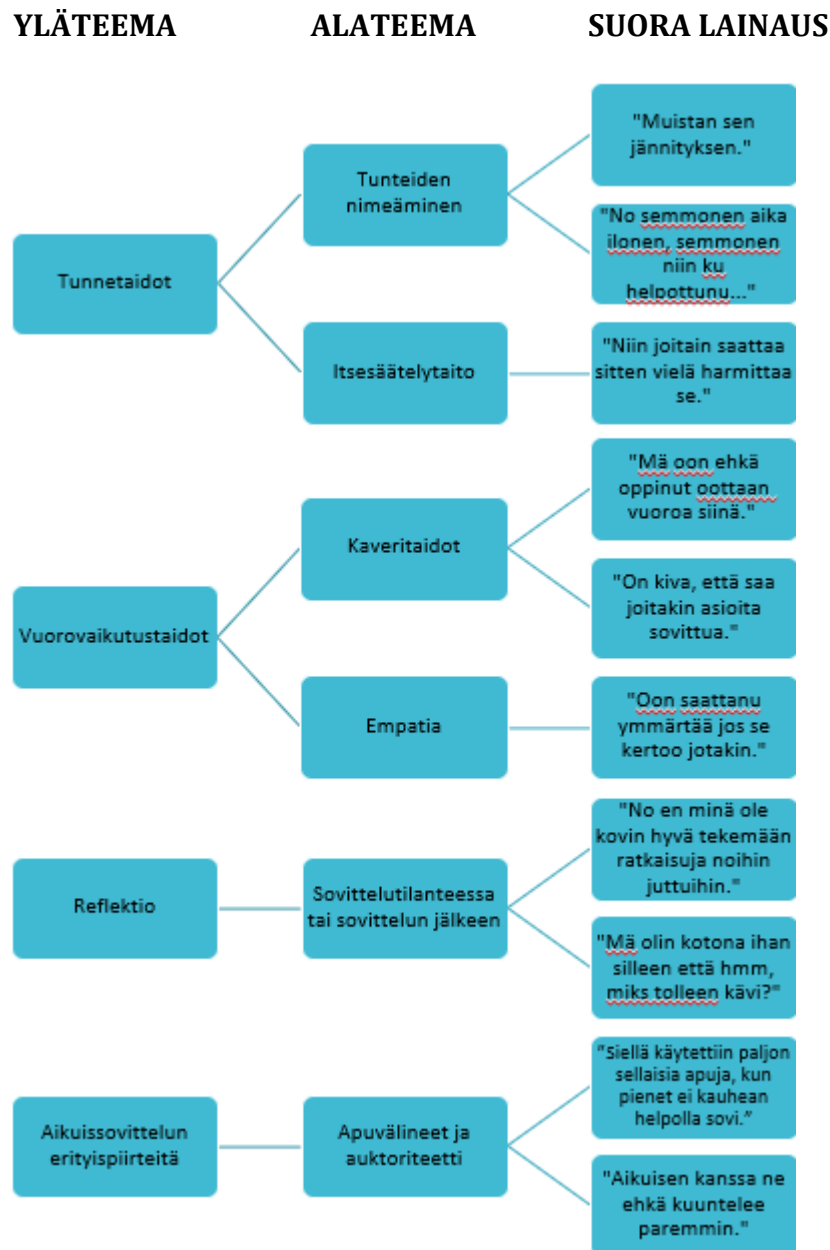 YLÄTEEMA ALATEEMA SUORA LAINAUS
Tunnetaidot
Tunteiden
nimeäminen
"Muistan sen
jännityksen."
"No semmonen aika
ilonen, semmonen
niin ku
helpottunu..."
Itsesäätelytaito
"Niin joitain saattaa
sitten vielä harmittaa
se."
Vuorovaikutustaidot
Kaveritaidot
"Mä oon ehkä
oppinut oottaan
vuoroa siinä."
"On kiva, että saa
joitakin asioita
sovittua."
Empatia
"Oon saattanu
ymmärtää jos se
kertoo jotakin."
Reflektio
Sovittelutilanteessa
tai sovittelun jälkeen
"No en minä ole
kovin hyvä tekemään
ratkaisuja noihin
juttuihin."
"Mä olin kotona ihan
silleen että hmm,
miks tolleen kävi?"
Aikuissovittelun
erityispiirteitä
Apuvälineet ja
auktoriteetti
"Siellä käytettiin paljon
sellaisia apuja, kun
pienet ei kauhean
helpolla sovi."
"Aikuisen kanssa ne
ehkä kuuntelee
paremmin."